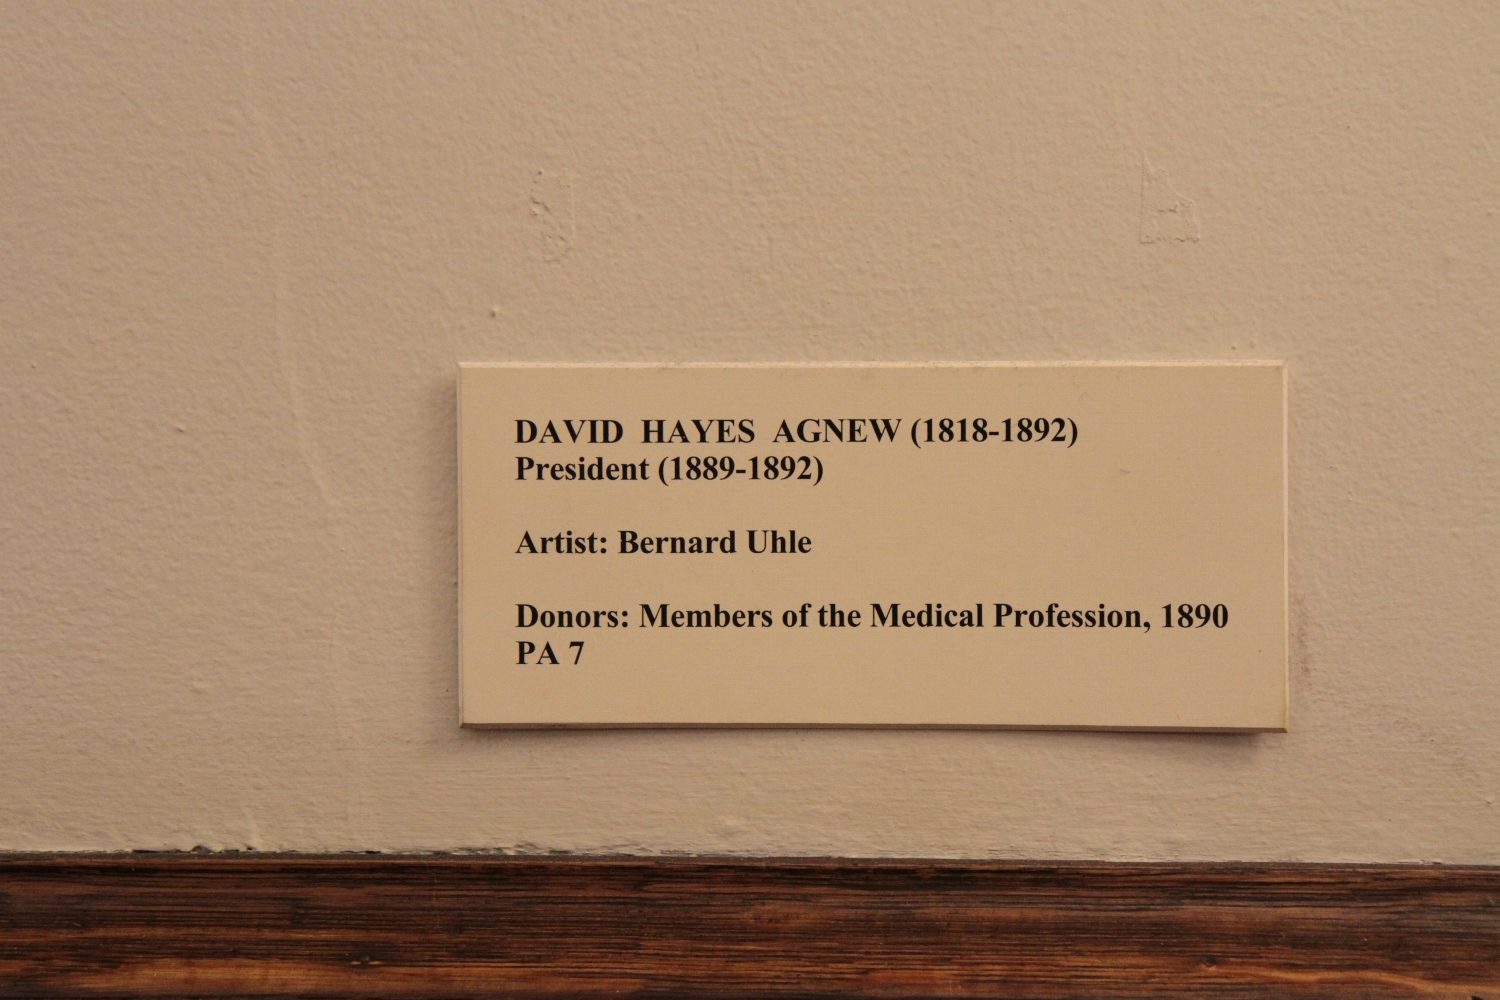 DAVID HAYES AGNEW (1818-1892)
President (1889-1892)
Artist: Bernard Uhle
Donors: Members of the Medical Profession, 1890
PA 7